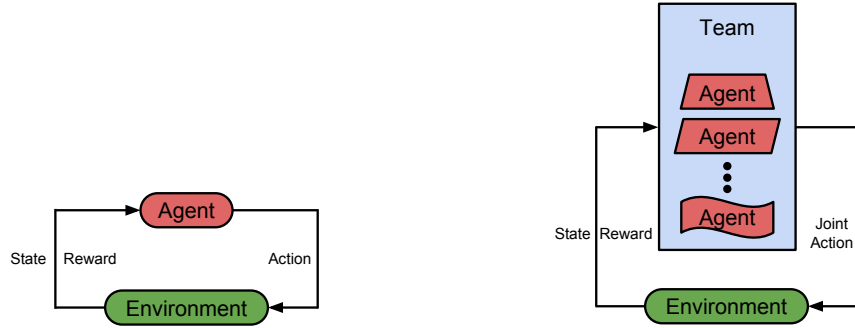 Agent
State Reward Action
Environment
Team
Agent
Agent
Agent
State Reward
Joint
Action
Environment